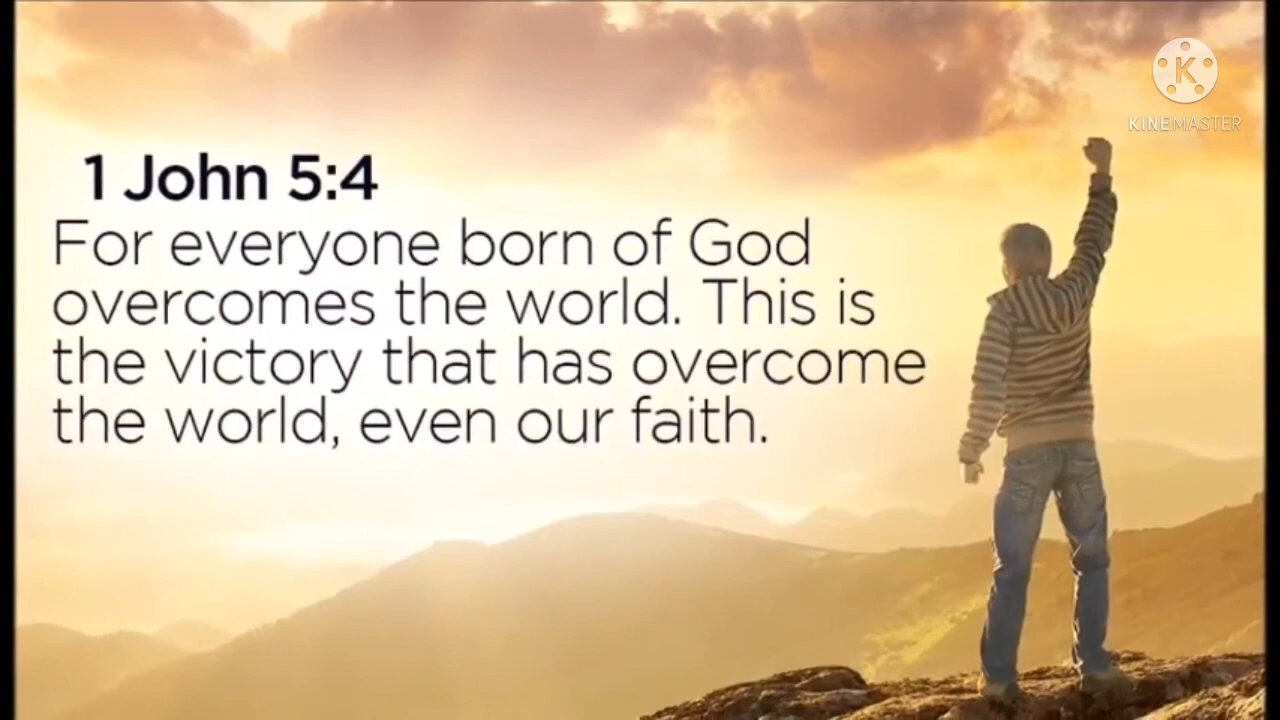 K
KINEMASTER
1 John 5:4
For everyone born of God
overcomes the world. This is
the victory that has overcome
the world, even our faith.